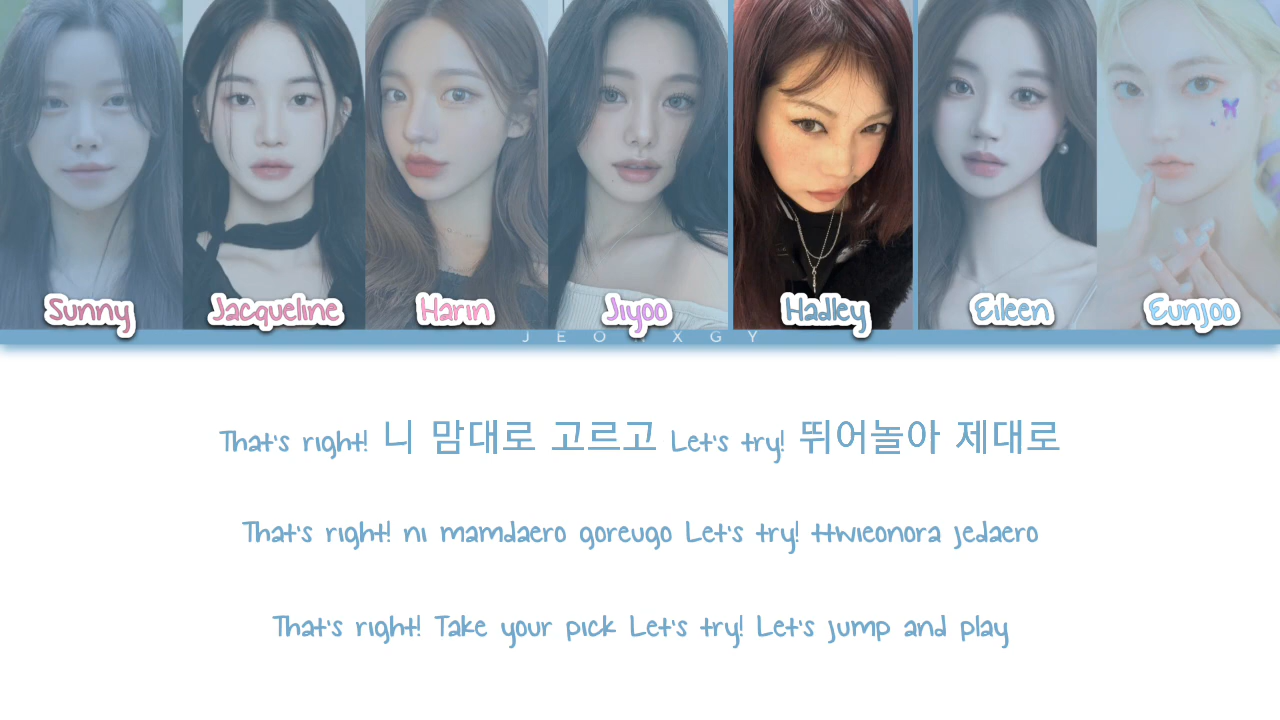 Sunny Jacqueline Harin Jiyoo Hadley Eileen Eunjoo
JEONXGY
That's right! 니 맘대로 고르고 Let's try! 뛰어놀아 제대로
That's right! ni mamdaero goreugo Let's try! ttwieonora jedaero
That's right! Take your pick Let's try! Let's jump and play